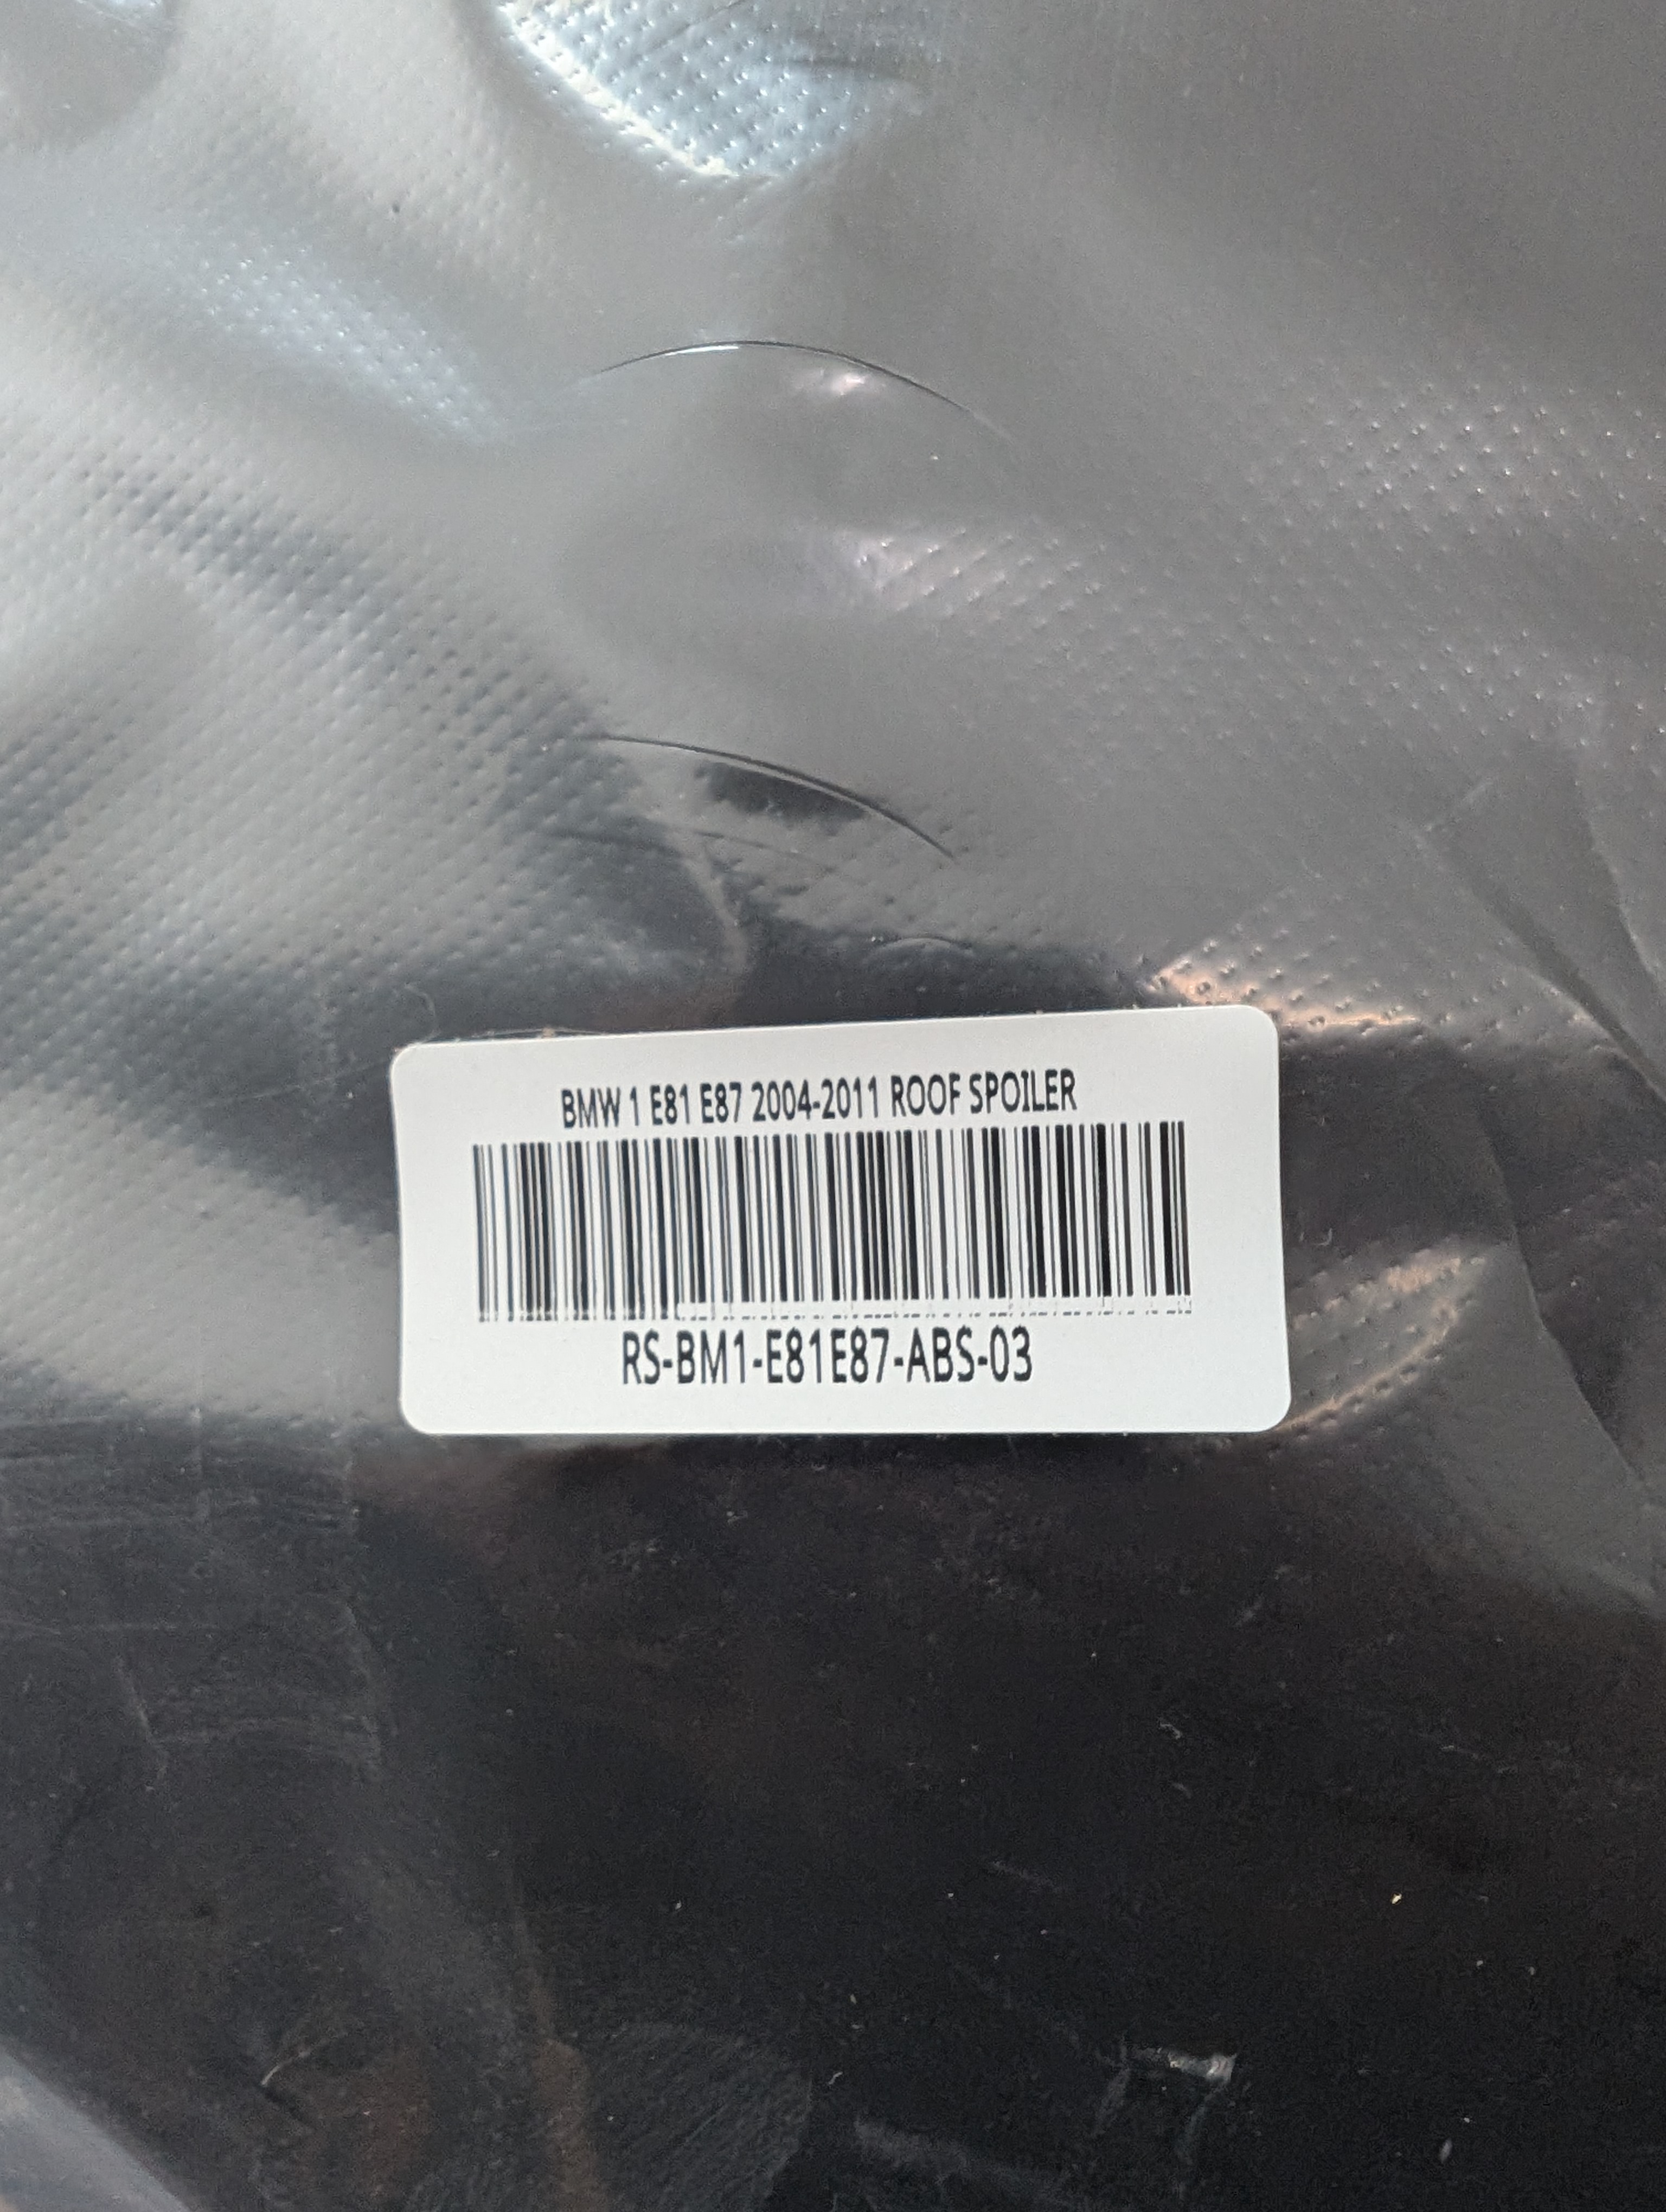 BMW 1 E81 E87 2004-2011 ROOF SPOILER
RS-BM1-E81E87-ABS-03